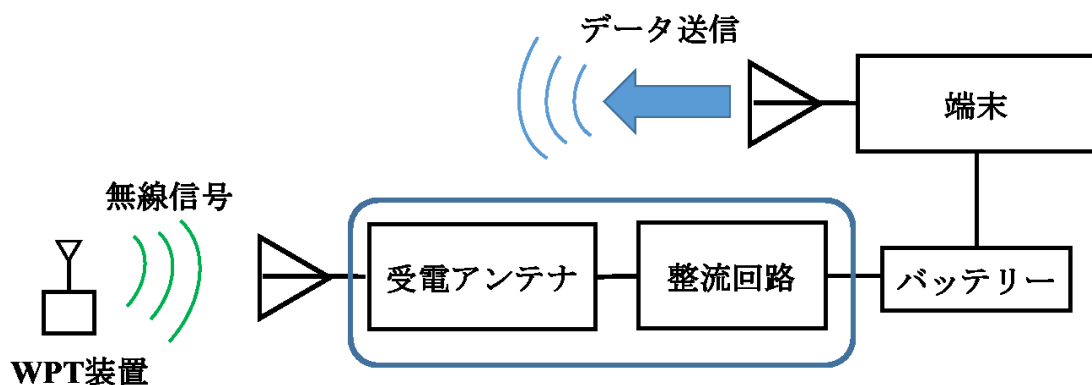 データ送信
端末
無線信号
受電アンテナ
整流回路
バッテリー
WPT装置